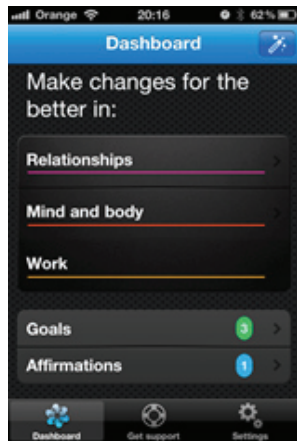 Orange 20:16 62%
Dashboard
Make changes for the
better in:
Relationships
Mind and body
Work
Goals 3
Affirmations 1
Dashboard Get support Settings